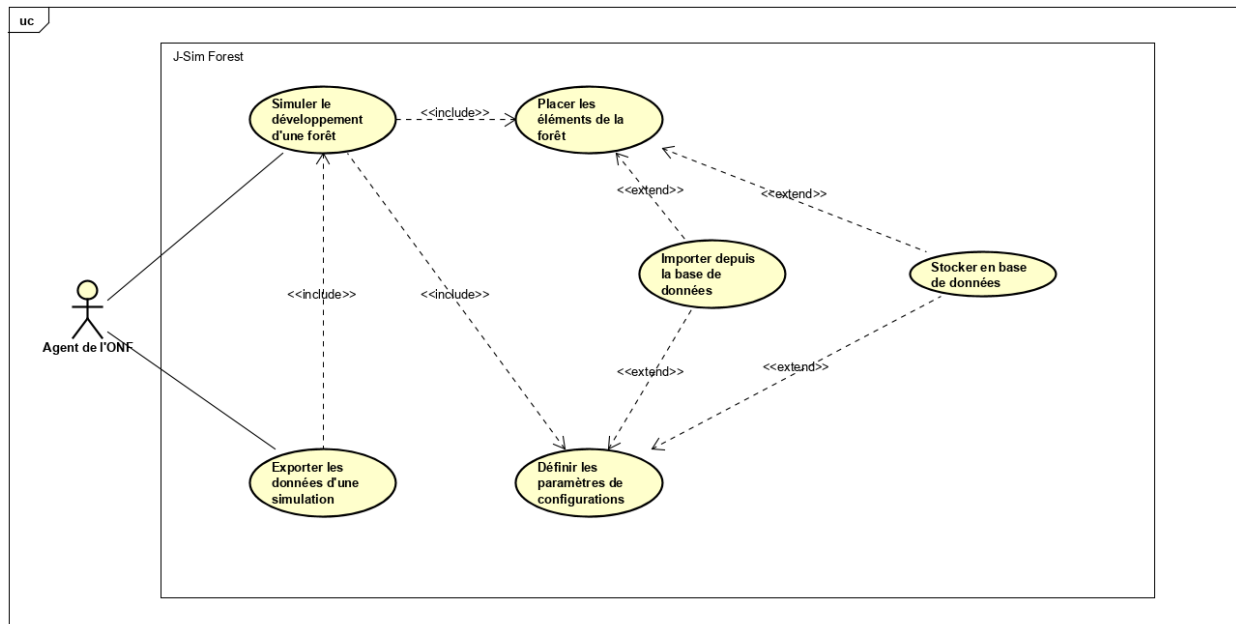 uc
J-Sim Forest
Simuler le
développement
d'une forêt
<<include>>
Placer les
éléments de la
forêt
<<extend>>
<<extend>>
Importer depuis
la base de
données
Stocker en base
de données
<<include>>
<<include>>
Agent de l'ONF
<<extend>>
<<extend>>
Exporter les
données d'une
simulation
Définir les
paramètres de
configurations